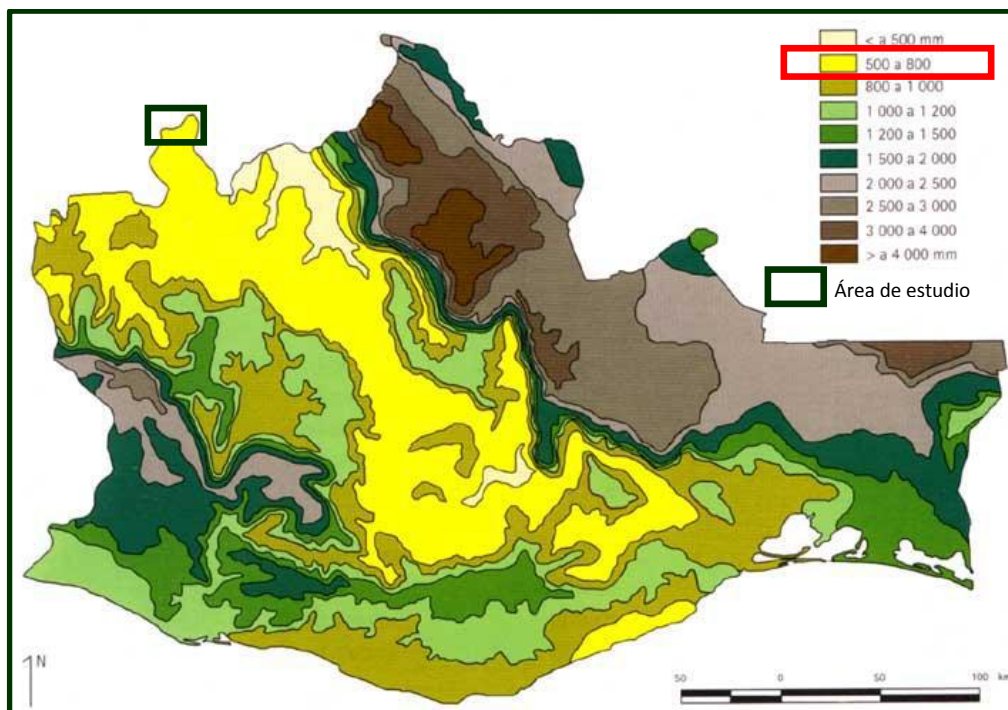 < a 500 mm
500 a 800
800 a 1 000
1 000 a 1 200
1 200 a 1 500
1 500 a 2 000
2 000 a 2 500
2 500 a 3 000
3 000 a 4 000
> a 4 000 mm
Área de estudio
N
50 0 50 100 km